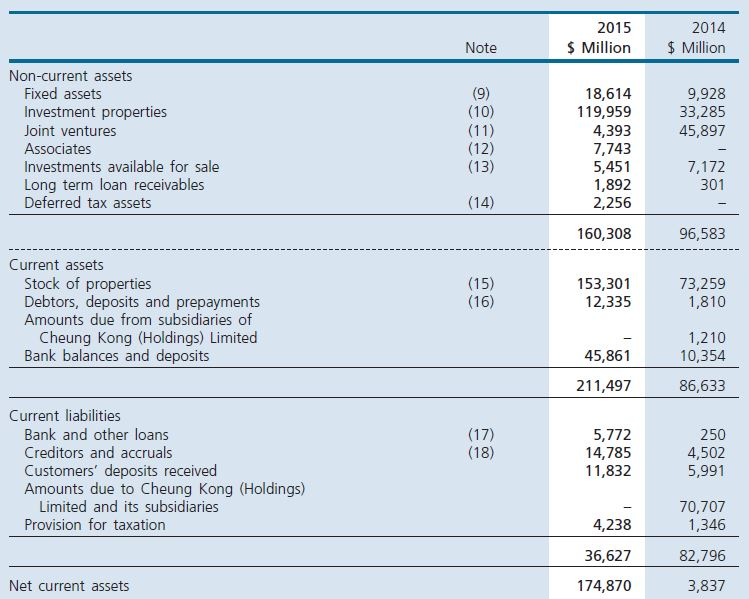 2015 2014
Note $ Million $ Million
Non-current assets
Fixed assets (9) 18,614 9,928
Investment properties (10) 119,959 33,285
Joint ventures (11) 4,393 45,897
Associates (12) 7,743 –
Investments available for sale (13) 5,451 7,172
Long term loan receivables 1,892 301
Deferred tax assets (14) 2,256 –
160,308 96,583
Current assets
Stock of properties (15) 153,301 73,259
Debtors, deposits and prepayments (16) 12,335 1,810
Amounts due from subsidiaries of
Cheung Kong (Holdings) Limited – 1,210
Bank balances and deposits 45,861 10,354
211,497 86,633
Current liabilities
Bank and other loans (17) 5,772 250
Creditors and accruals (18) 14,785 4,502
Customers’ deposits received 11,832 5,991
Amounts due to Cheung Kong (Holdings)
Limited and its subsidiaries – 70,707
Provision for taxation 4,238 1,346
36,627 82,796
Net current assets 174,870 3,837